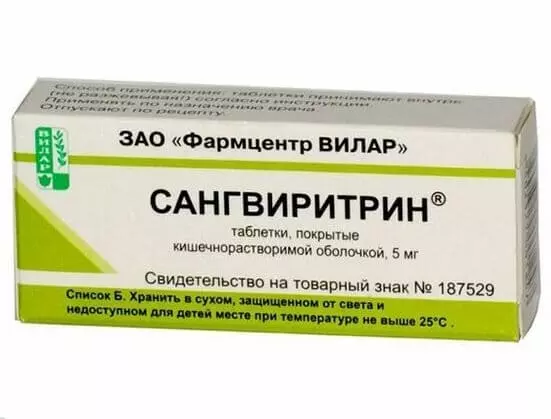 Способ применения: таблетки принимают внутрь
(не разжёвывая!) согласно инструкции.
Применять по назначению врача.
Отпускают по рецепту.
ВИЛАР
ЗАО «Фармцентр ВИЛАР»
САНГВИРИТРИН®
таблетки, покрытые
кишечнорастворимой оболочкой, 5 мг
Свидетельство на товарный знак № 187529
Список Б. Хранить в сухом, защищенном от света и
недоступном для детей месте при температуре не выше 25°С .